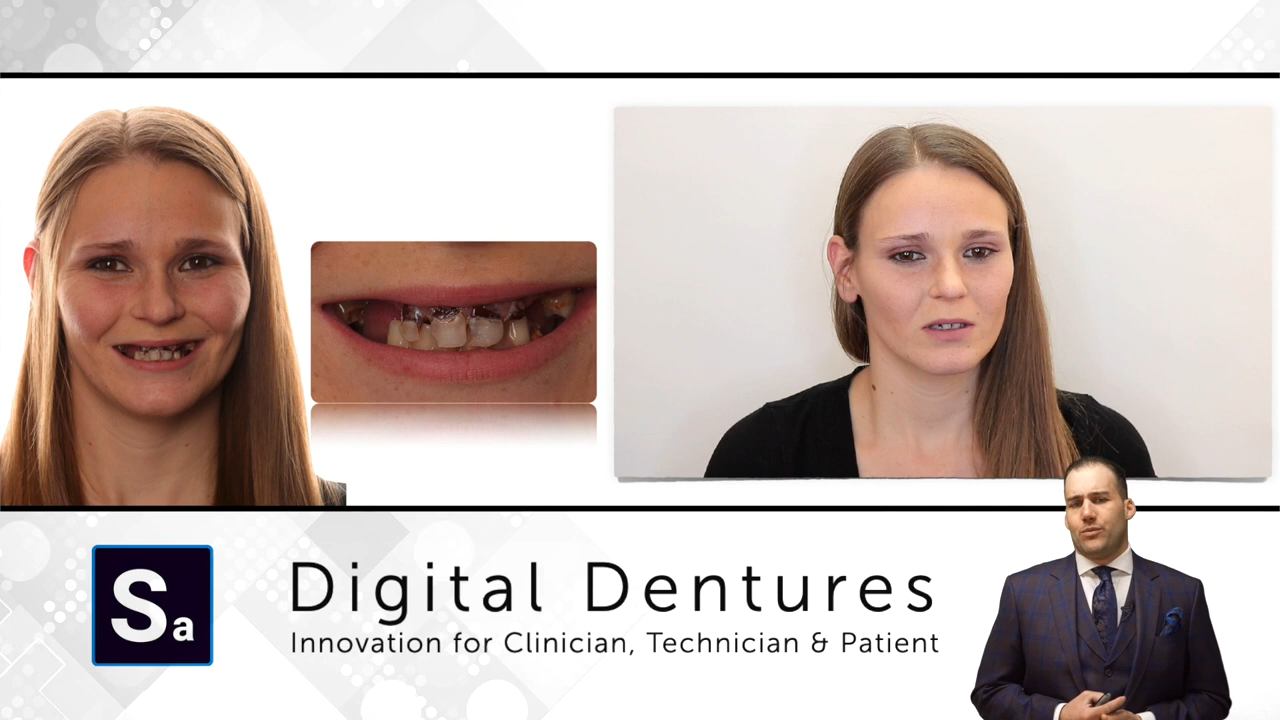 Sa
Digital Dentures
Innovation for Clinician, Technician & Patient